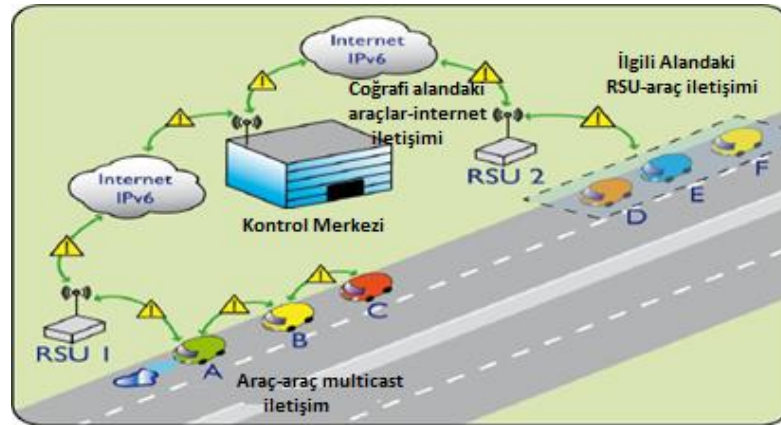 Internet
IPv6
Coğrafi alandaki
araçlar-internet
iletişimi
İlgili Alandaki
RSU-araç iletişimi
Internet
IPv6
Kontrol Merkezi
RSU 2
RSU 1
A
B
C
D
E
F
Araç-araç multicast
iletişim